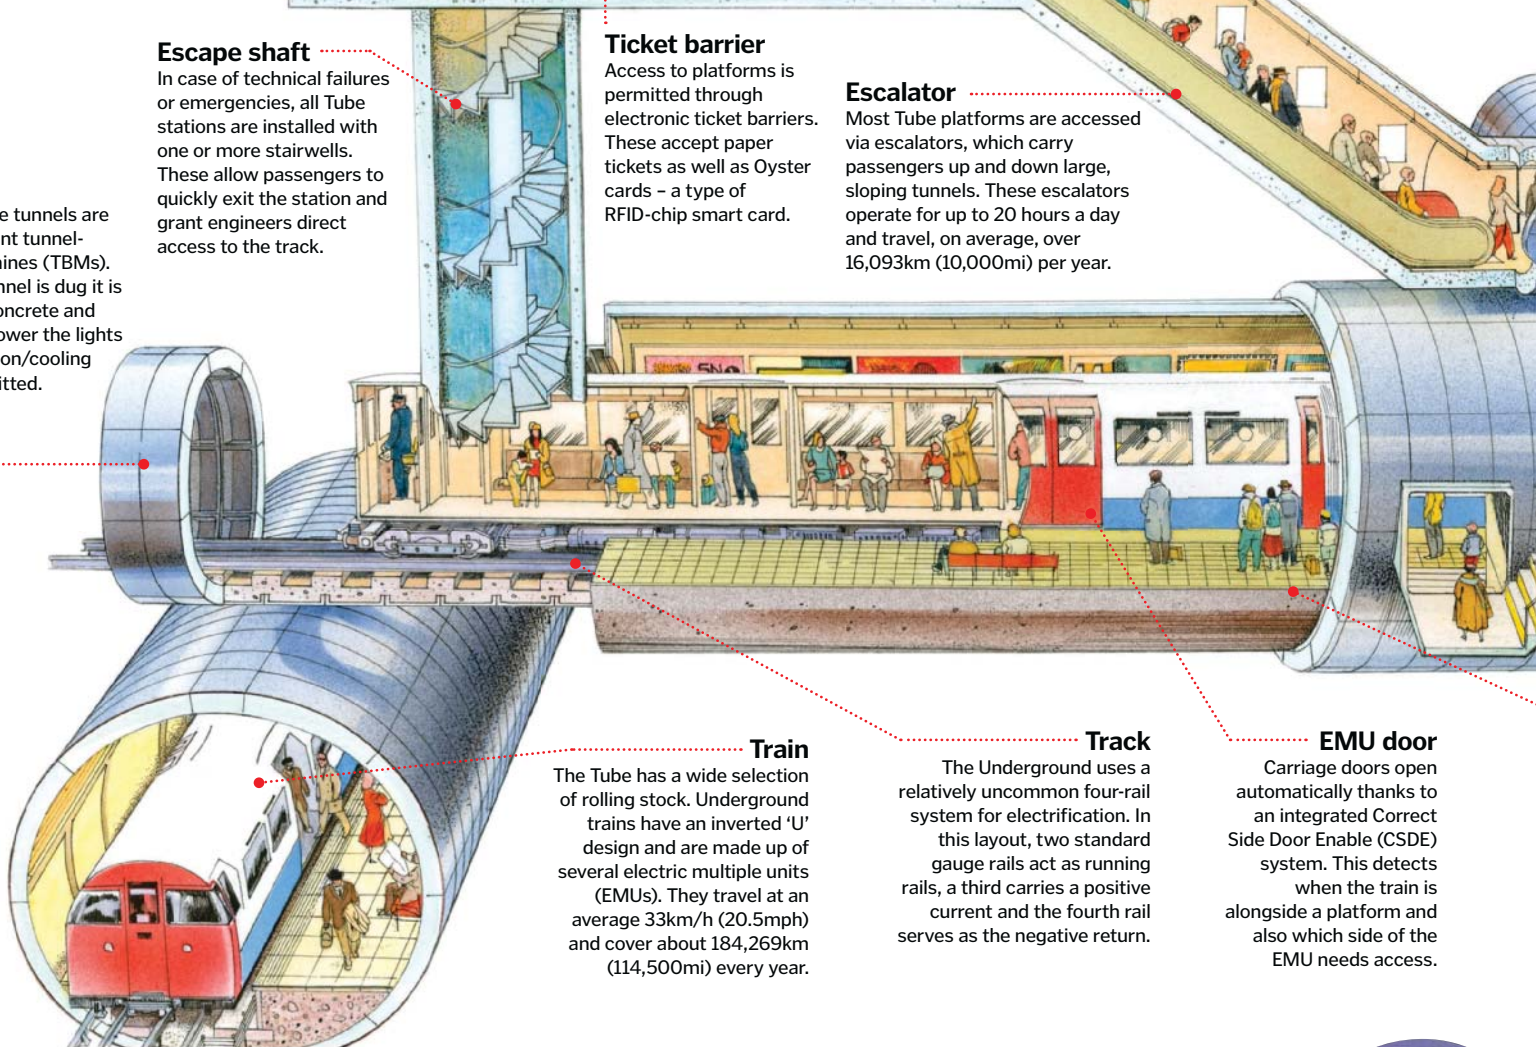 Escape shaft
In case of technical failures
or emergencies, all Tube
stations are installed with
one or more stairwells.
These allow passengers to
quickly exit the station and
grant engineers direct
access to the track.
Ticket barrier
Access to platforms is
permitted through
electronic ticket barriers.
These accept paper
tickets as well as Oyster
cards – a type of
RFID-chip smart card.
Escalator
Most Tube platforms are accessed
via escalators, which carry
passengers up and down large,
sloping tunnels. These escalators
operate for up to 20 hours a day
and travel, on average, over
16,093km (10,000mi) per year.
e tunnels are
nt tunnel-
ines (TBMs).
nnel is dug it is
oncrete and
ower the lights
on/cooling
itted.
Train
The Tube has a wide selection
of rolling stock. Underground
trains have an inverted ‘U’
design and are made up of
several electric multiple units
(EMUs). They travel at an
average 33km/h (20.5mph)
and cover about 184,269km
(114,500mi) every year.
Track
The Underground uses a
relatively uncommon four-rail
system for electrification. In
this layout, two standard
gauge rails act as running
rails, a third carries a positive
current and the fourth rail
serves as the negative return.
EMU door
Carriage doors open
automatically thanks to
an integrated Correct
Side Door Enable (CSDE)
system. This detects
when the train is
alongside a platform and
also which side of the
EMU needs access.